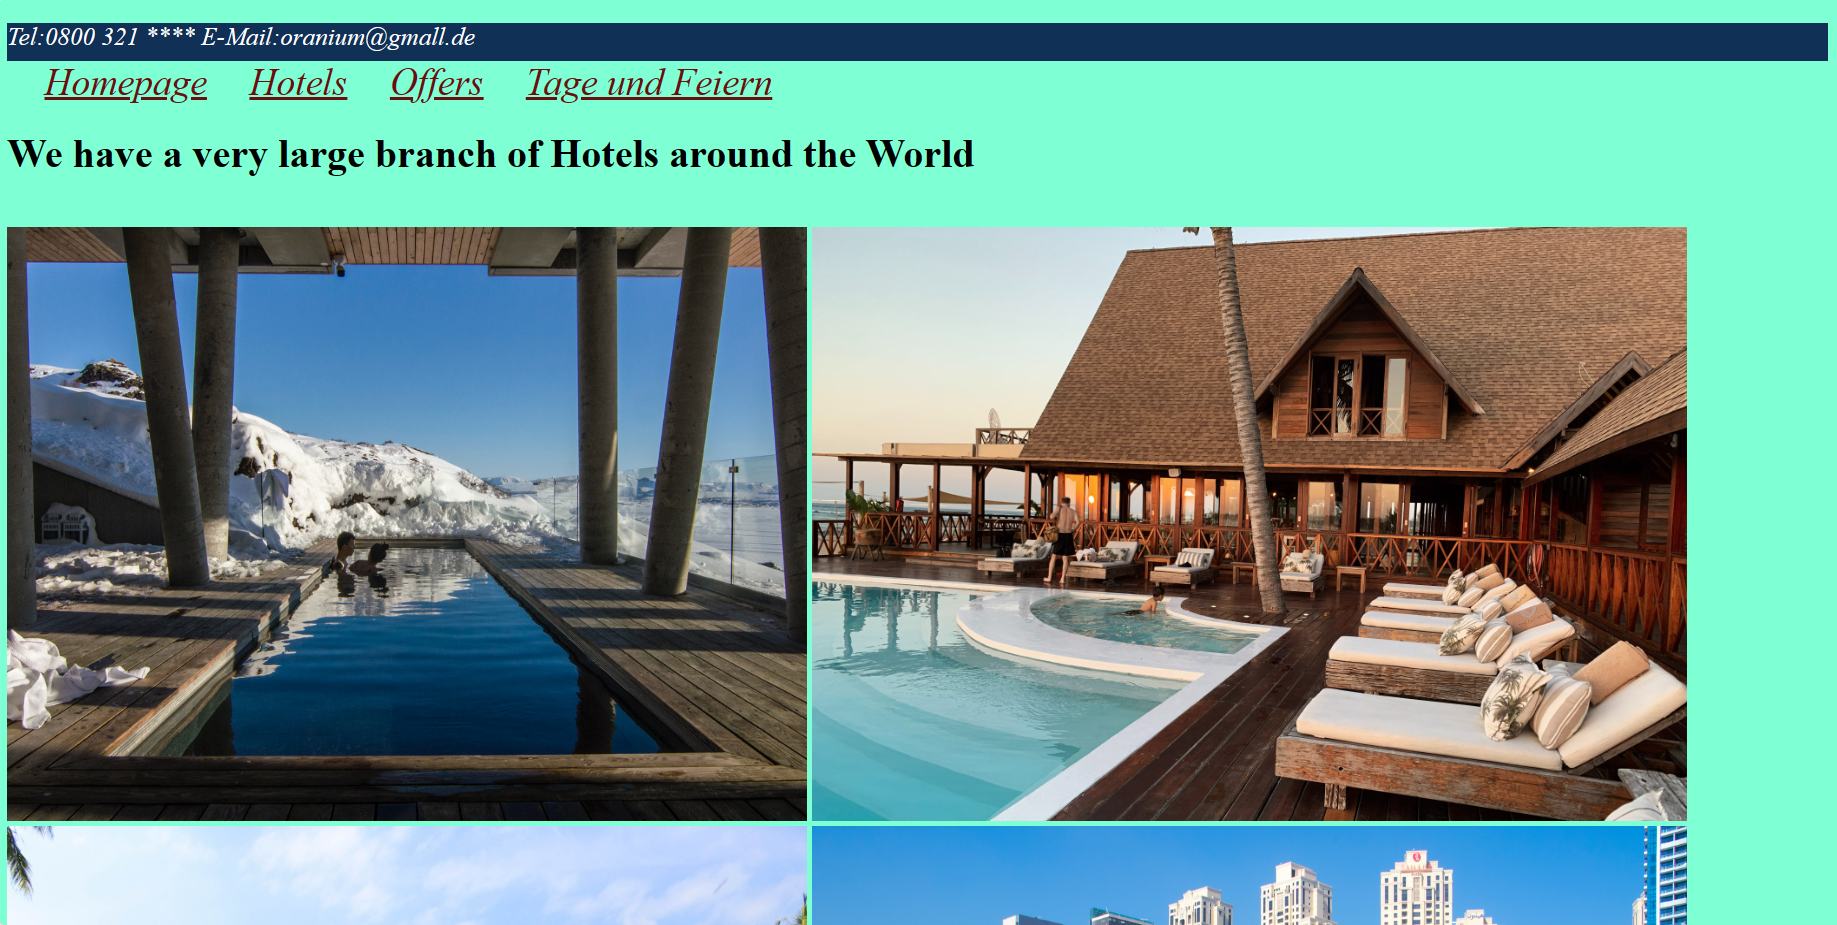 Tel:0800 321 **** E-Mail:oranium@gmall.de
Homepage Hotels Offers Tage und Feiern
We have a very large branch of Hotels around the World